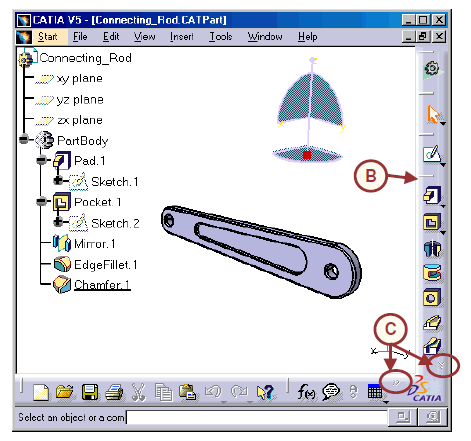 CATIA V5 - [Connecting_Rod.CATPart]
Start File Edit View Insert Tools Window Help
Connecting_Rod
xy plane
yz plane
zx plane
PartBody
Pad.1
Sketch.1
Pocket.1
Sketch.2
Mirror.1
EdgeFillet.1
Chamfer.1
B
C
x y
f(x)
CATIA
Select an object or a com